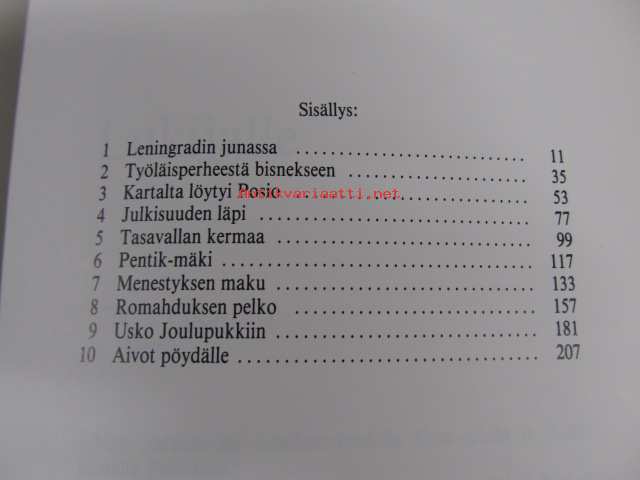 Sisällys:
1 Leningradin junassa .............................. 11
2 Työläisperheestä bisnekseen .................... 35
3 Kartalta löytyi Posio .............................. 53
4 Julkisuuden läpi .................................. 77
5 Tasavallan kermaa ................................ 99
6 Pentik-mäki ....................................... 117
7 Menestyksen maku ................................ 133
8 Romahduksen pelko .............................. 157
9 Usko Joulupukkiin ................................ 181
10 Aivot pöydälle .................................... 207